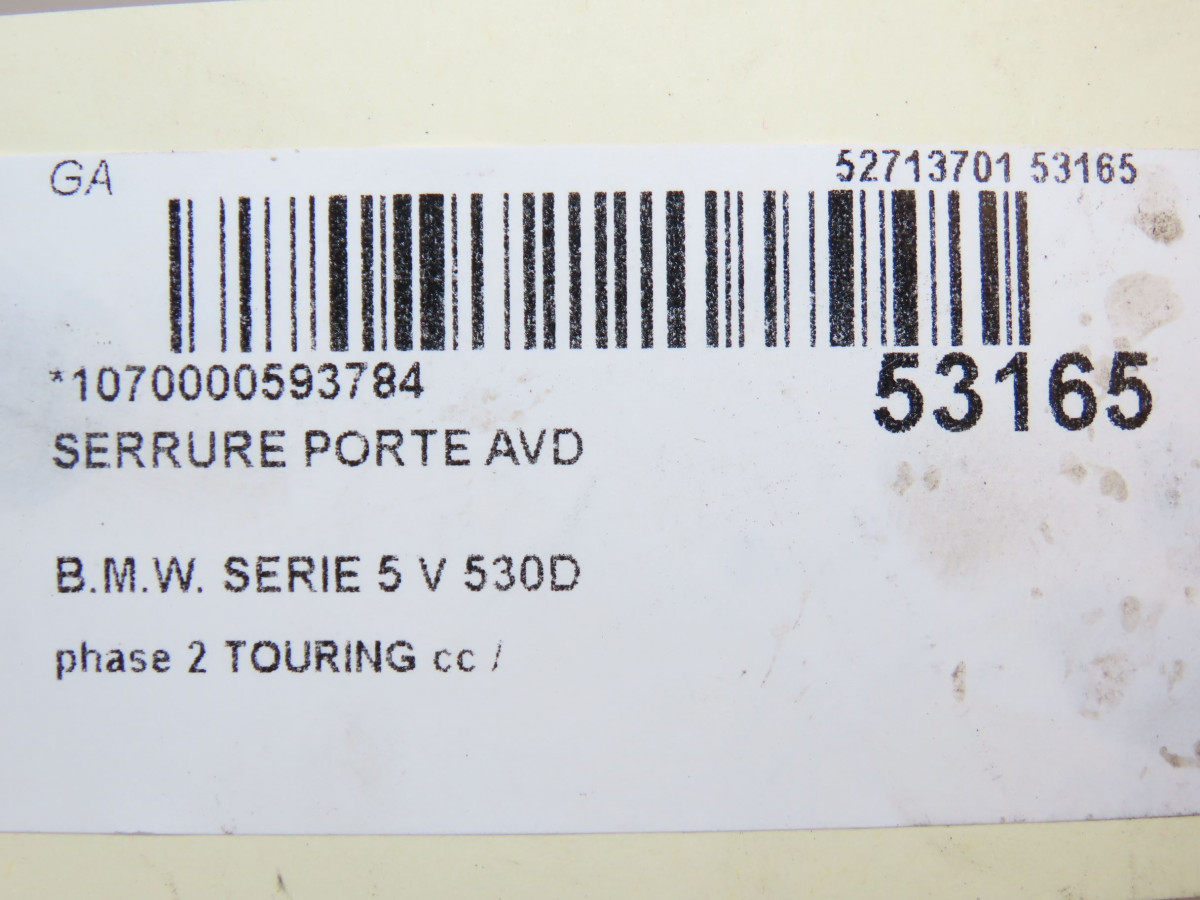 GA
52713701 53165
*1070000593784
53165
SERRURE PORTE AVD
B.M.W. SERIE 5 V 530D
phase 2 TOURING cc /